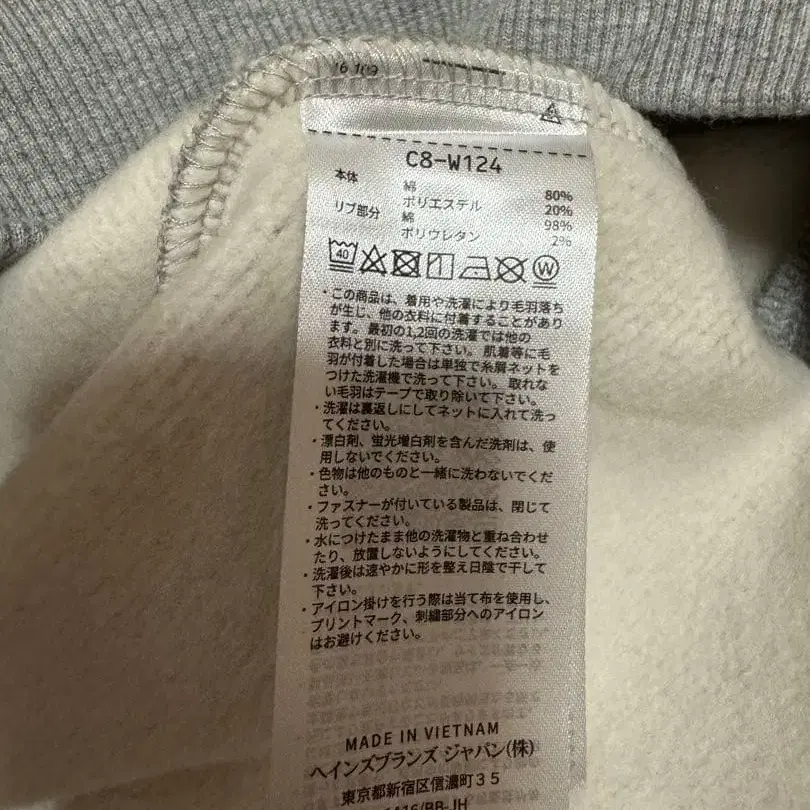 C8-W124
本体 綿 80%
ポリエステル 20%
リブ部分 綿 98%
ポリウレタン 2%
40 W
・この商品は、着用や洗濯により毛羽落ち
が生じ、他の衣料に付着することがあり
ます。最初の1,2回の洗濯では他の
衣料と別に洗って下さい。肌着等に毛
羽が付着した場合は単独で糸屑ネットを
つけた洗濯機で洗って下さい。取れな
い毛羽はテープで取り除いて下さい。
・洗濯は裏返しにしてネットに入れて洗っ
てください。
・漂白剤、蛍光増白剤を含んだ洗剤は、使
用しないでください。
・色物は他のものと一緒に洗わないでくだ
さい。
・ファスナーが付いている製品は、閉じて
洗ってください。
・水につけたまま他の洗濯物と重ね合わせ
たり、放置しないようにしてください。
・洗濯後は速やかに形を整え日陰で干して
下さい。
・アイロン掛けを行う際は当て布を使用し、
プリントマーク、刺繍部分へのアイロン
はお避けください。
MADE IN VIETNAM
ヘインズブランズ ジャパン(株)
東京都新宿区信濃町35